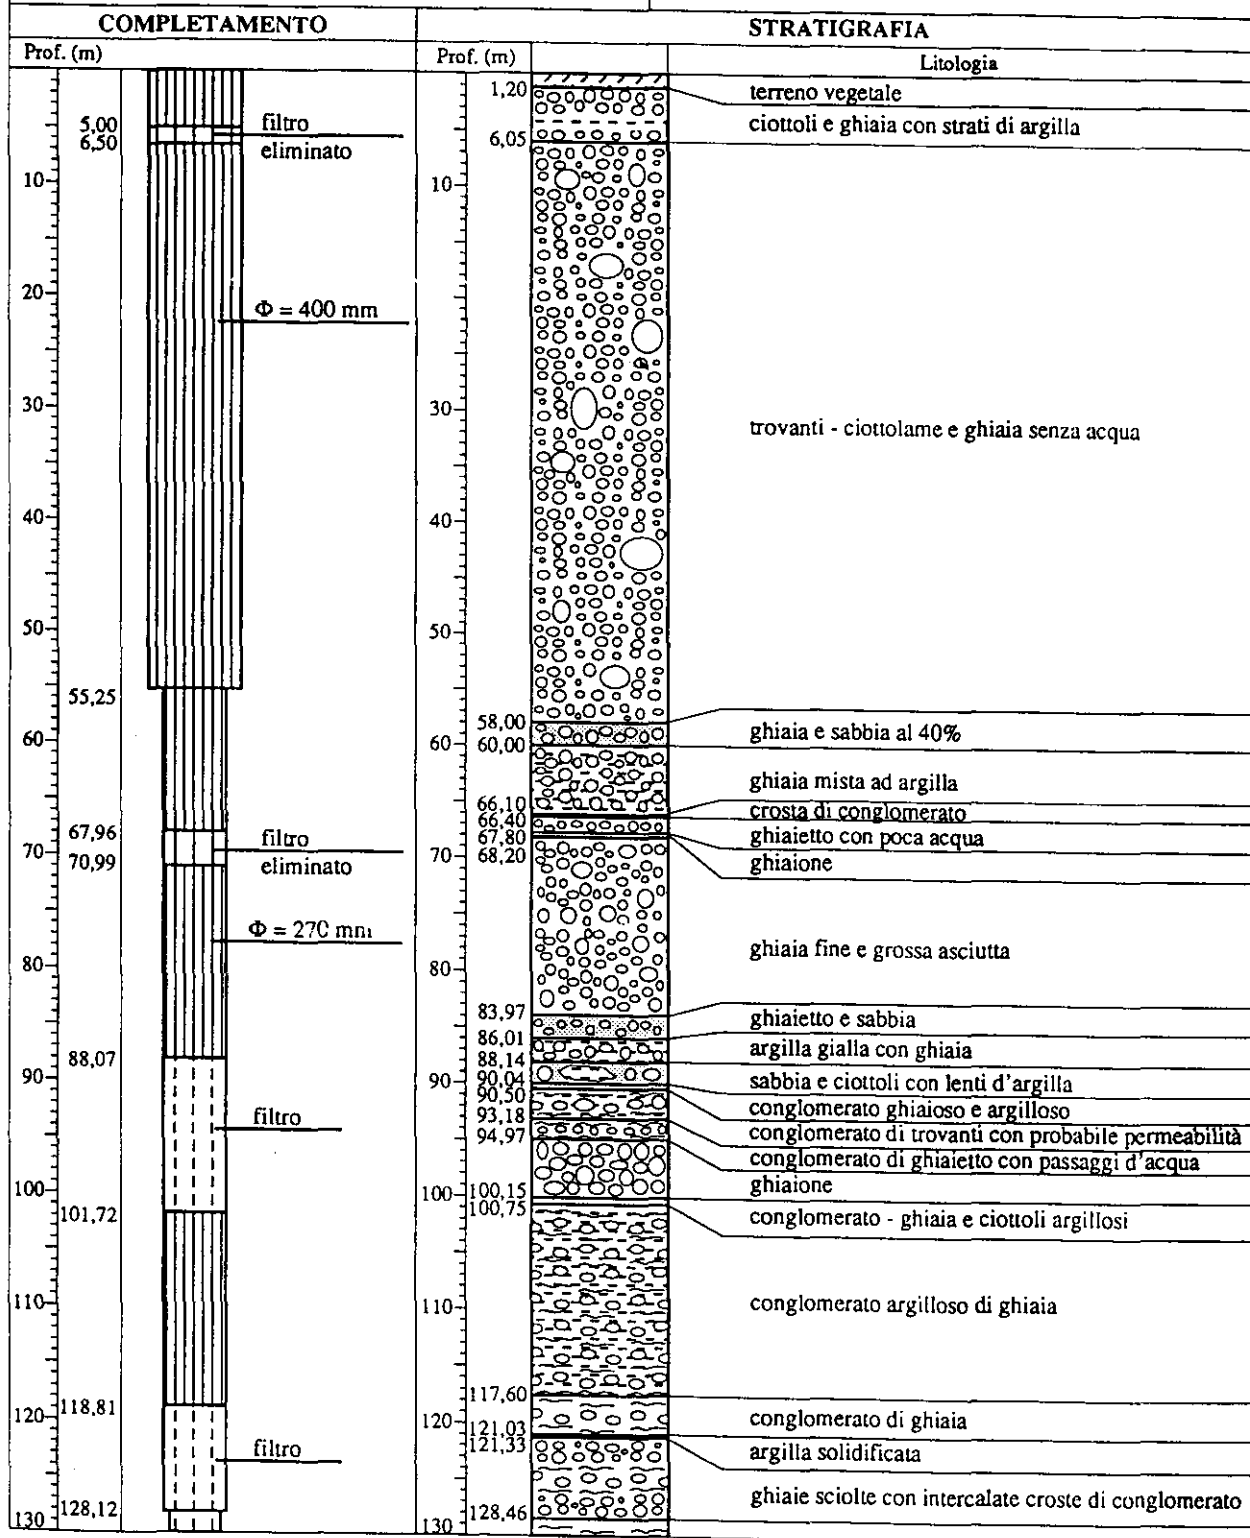 COMPLETAMENTO
Prof. (m)
5,00
6,50
10
20
30
40
50
55,25
60
67,96
70
70,99
80
88,07
90
100
101,72
110
118,81
120
128,12
130
filtro
eliminato
Φ = 400 mm
filtro
eliminato
Φ = 270 mm
filtro
filtro
STRATIGRAFIA
Prof. (m)
Litologia
1,20
6,05
10
20
30
40
50
58,00
60
60,00
66,10
66,40
67,80
70
68,20
80
83,97
86,01
88,14
90
90,04
90,50
93,18
94,97
100
100,15
100,75
110
117,60
120
121,03
121,33
128,46
130
terreno vegetale
ciottoli e ghiaia con strati di argilla
trovanti - ciottolame e ghiaia senza acqua
ghiaia e sabbia al 40%
ghiaia mista ad argilla
crosta di conglomerato
ghiaietto con poca acqua
ghiaione
ghiaia fine e grossa asciutta
ghiaietto e sabbia
argilla gialla con ghiaia
sabbia e ciottoli con lenti d'argilla
conglomerato ghiaioso e argilloso
conglomerato di trovanti con probabile permeabilità
conglomerato di ghiaietto con passaggi d'acqua
ghiaione
conglomerato - ghiaia e ciottoli argillosi
conglomerato argilloso di ghiaia
conglomerato di ghiaia
argilla solidificata
ghiaie sciolte con intercalate croste di conglomerato